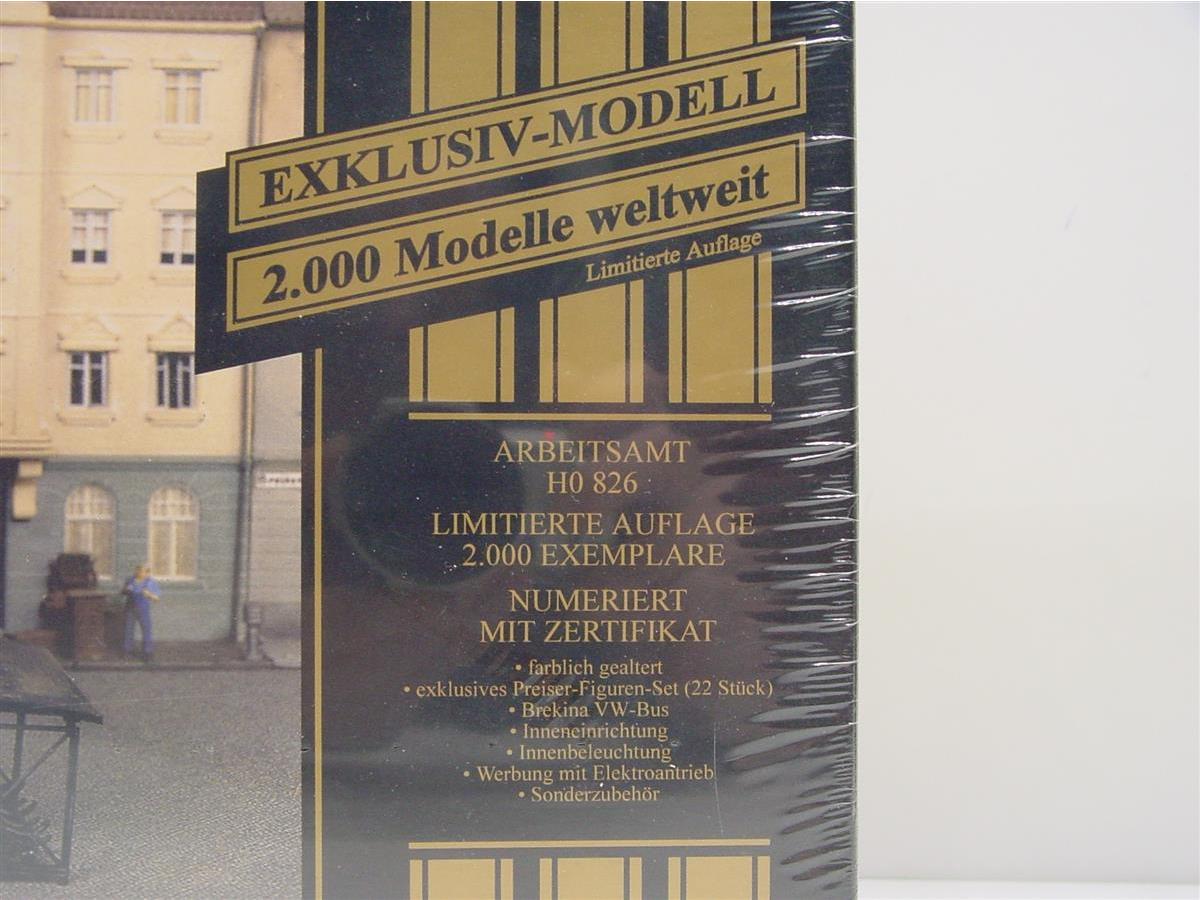 EXKLUSIV-MODELL
2.000 Modelle weltweit
Limitierte Auflage
ARBEITSAMT
H0 826
LIMITIERTE AUFLAGE
2.000 EXEMPLARE
NUMERIERT
MIT ZERTIFIKAT
• farblich gealtert
• exklusives Preiser-Figuren-Set (22 Stück)
• Brekina VW-Bus
• Inneneinrichtung
• Innenbeleuchtung
• Werbung mit Elektroantrieb
• Sonderzubehör